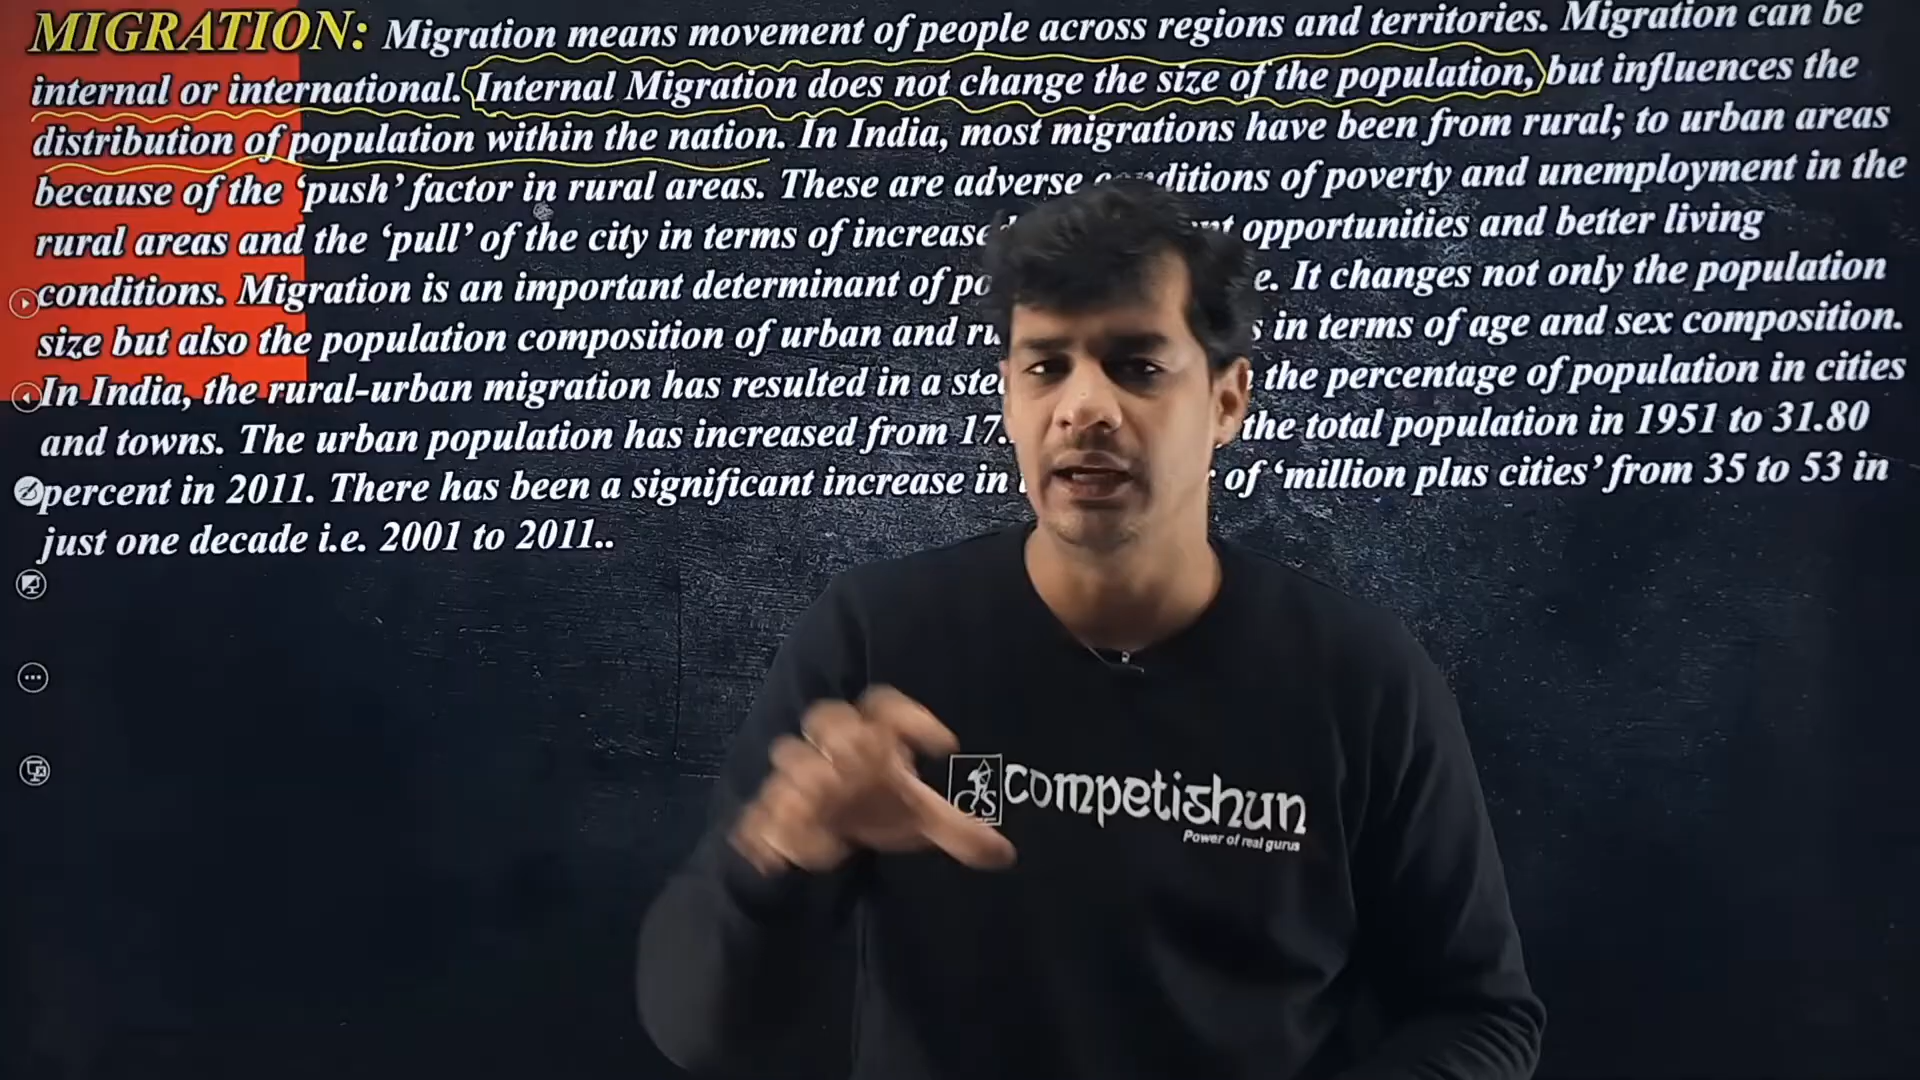 MIGRATION: Migration means movement of people across regions and territories. Migration can be
internal or international. Internal Migration does not change the size of the population, but influences the
distribution of population within the nation. In India, most migrations have been from rural; to urban areas
because of the ‘push’ factor in rural areas. These are adverse conditions of poverty and unemployment in the
rural areas and the ‘pull’ of the city in terms of increased opportunities and better living
conditions. Migration is an important determinant of It changes not only the population
size but also the population composition of urban and in terms of age and sex composition.
In India, the rural-urban migration has resulted in a the percentage of population in cities
and towns. The urban population has increased from 17. the total population in 1951 to 31.80
percent in 2011. There has been a significant increase in of ‘million plus cities’ from 35 to 53 in
just one decade i.e. 2001 to 2011..
CS competishun
Power of real gurus